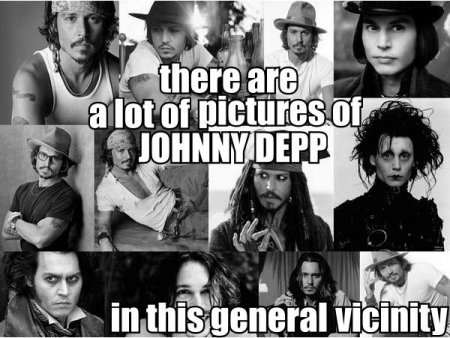 there are
a lot of pictures of
JOHNNY DEPP
in this general vicinity